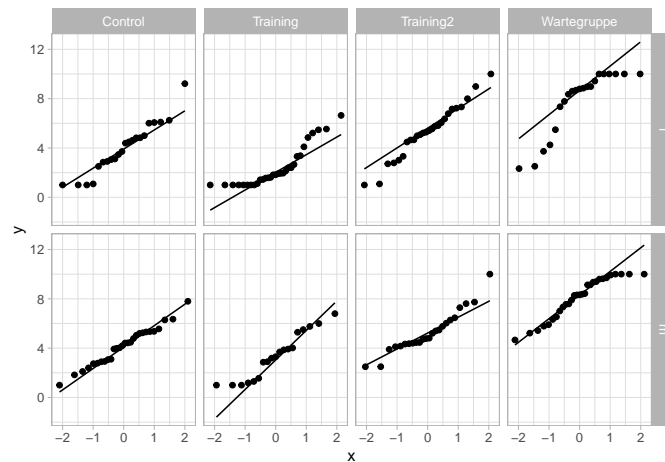 Control Training Training2 Wartegruppe
12
8
4
0
I
y
12
8
4
0
II
−2 −1 0 1 2 −2 −1 0 1 2 −2 −1 0 1 2 −2 −1 0 1 2
x